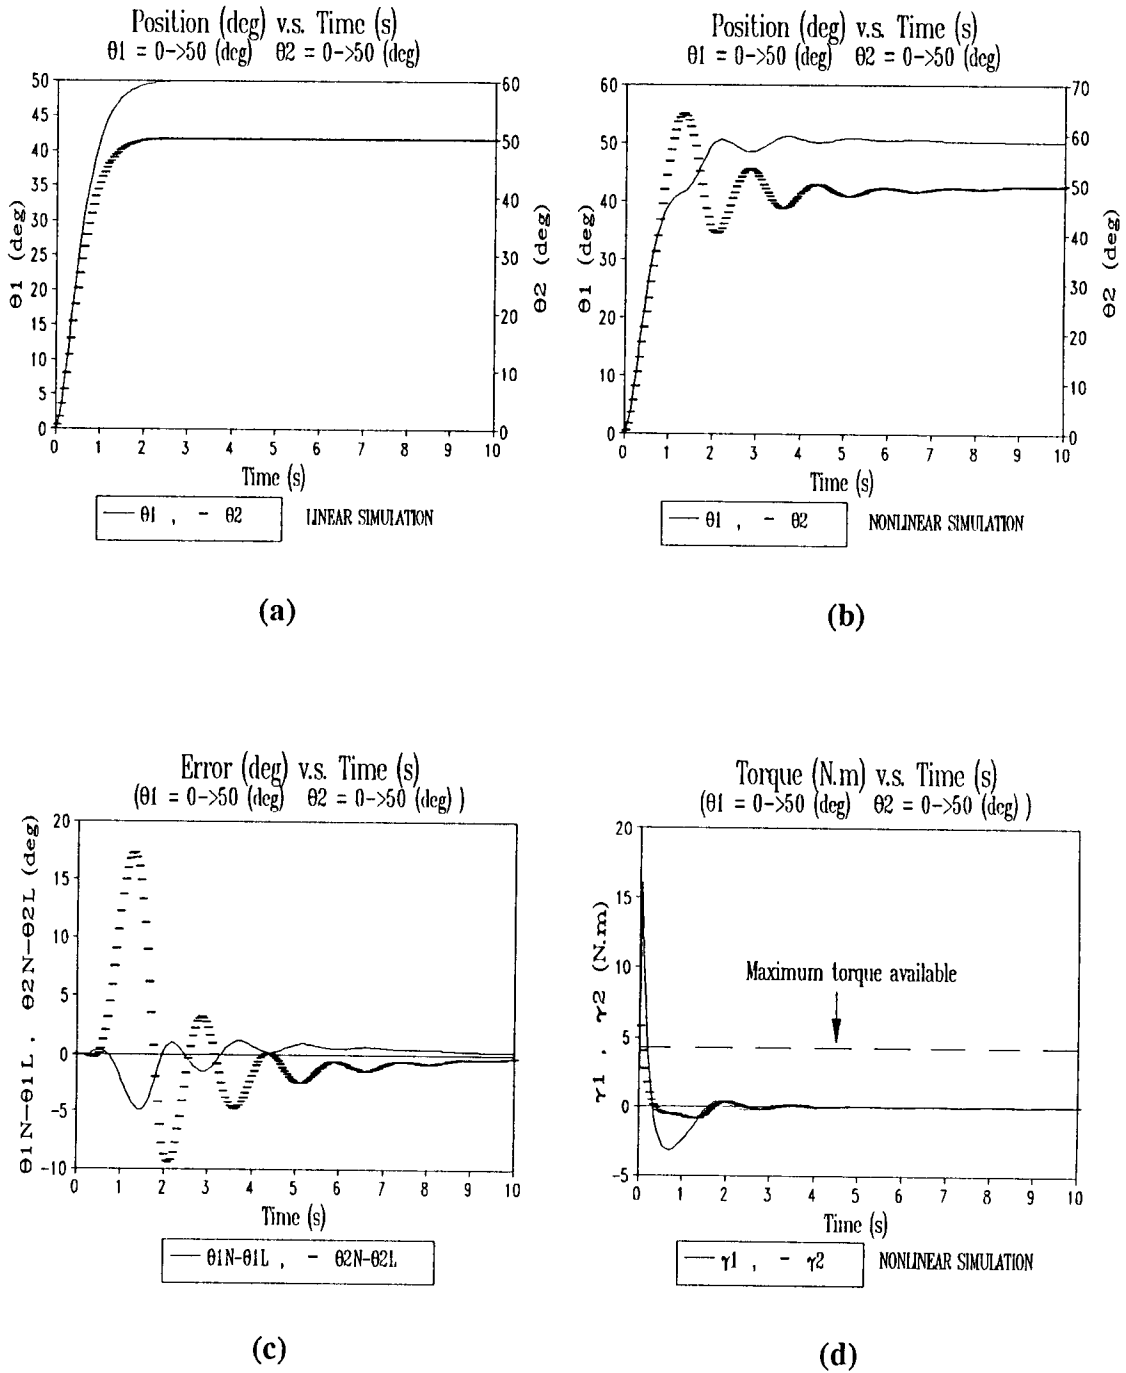 Position (deg) v.s. Time (s)
θ1 = 0->50 (deg) θ2 = 0->50 (deg)
50
45
40
35
30
25
20
15
10
5
0
θ1 (deg)
60
50
40
30
20
10
0
θ2 (deg)
0 1 2 3 4 5 6 7 8 9 10
Time (s)
— θ1 , - θ2
LINEAR SIMULATION
(a)
Position (deg) v.s. Time (s)
θ1 = 0->50 (deg) θ2 = 0->50 (deg)
60
50
40
30
20
10
0
θ1 (deg)
70
60
50
40
30
20
10
0
θ2 (deg)
0 1 2 3 4 5 6 7 8 9 10
Time (s)
— θ1 , - θ2
NONLINEAR SIMULATION
(b)
Error (deg) v.s. Time (s)
(θ1 = 0->50 (deg) θ2 = 0->50 (deg) )
20
15
10
5
0
-5
-10
θ1N-θ1L , θ2N-θ2L (deg)
0 1 2 3 4 5 6 7 8 9 10
Time (s)
— θ1N-θ1L , - θ2N-θ2L
(c)
Torque (N.m) v.s. Time (s)
(θ1 = 0->50 (deg) θ2 = 0->50 (deg) )
20
15
10
5
0
-5
γ1 , γ2 (N.m)
Maximum torque available
0 1 2 3 4 5 6 7 8 9 10
Time (s)
— γ1 , - γ2
NONLINEAR SIMULATION
(d)